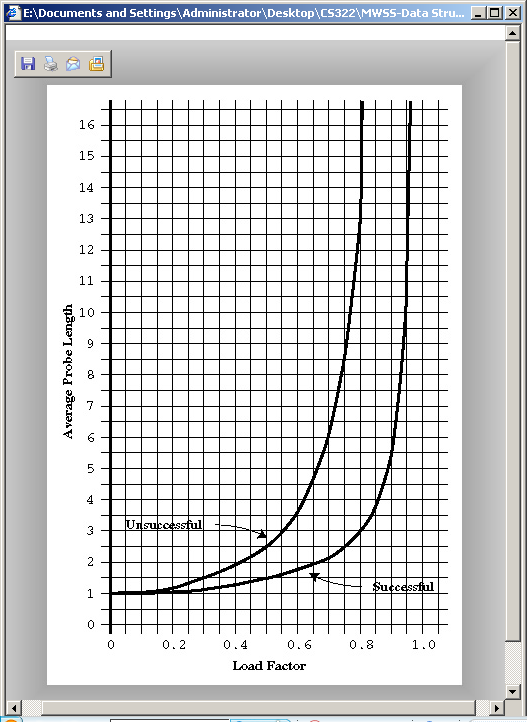 E:\Documents and Settings\Administrator\Desktop\CS322\MWSS-Data Stru...
16
15
14
13
12
11
10
9
8
7
6
5
4
3
2
1
0
Average Probe Length
Unsuccessful
Successful
0 0.2 0.4 0.6 0.8 1.0
Load Factor